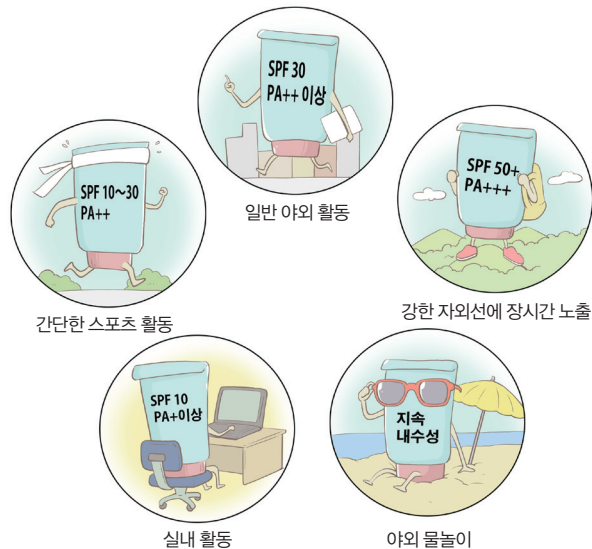 SPF 30
PA++ 이상
일반 야외 활동
SPF 10~30
PA++
간단한 스포츠 활동
SPF 50+
PA+++
강한 자외선에 장시간 노출
SPF 10
PA+이상
실내 활동
지속
내수성
야외 물놀이